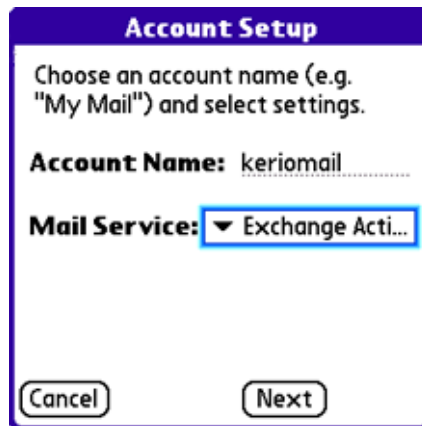 Account Setup
Choose an account name (e.g.
"My Mail") and select settings.
Account Name: keriomail
Mail Service: Exchange Acti...
Cancel Next